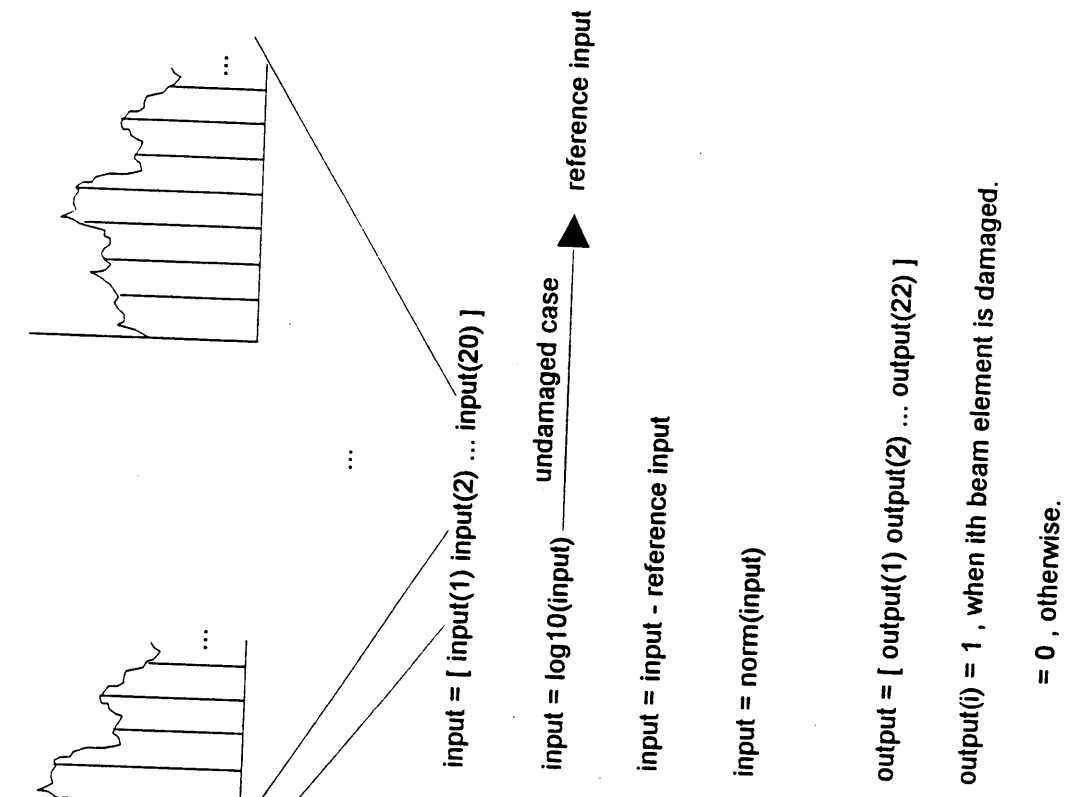 ...
...
...
input = [ input(1) input(2) ... input(20) ]
undamaged case
input = log10(input) reference input
input = input - reference input
input = norm(input)
output = [ output(1) output(2) ... output(22) ]
output(i) = 1 , when ith beam element is damaged.
= 0 , otherwise.